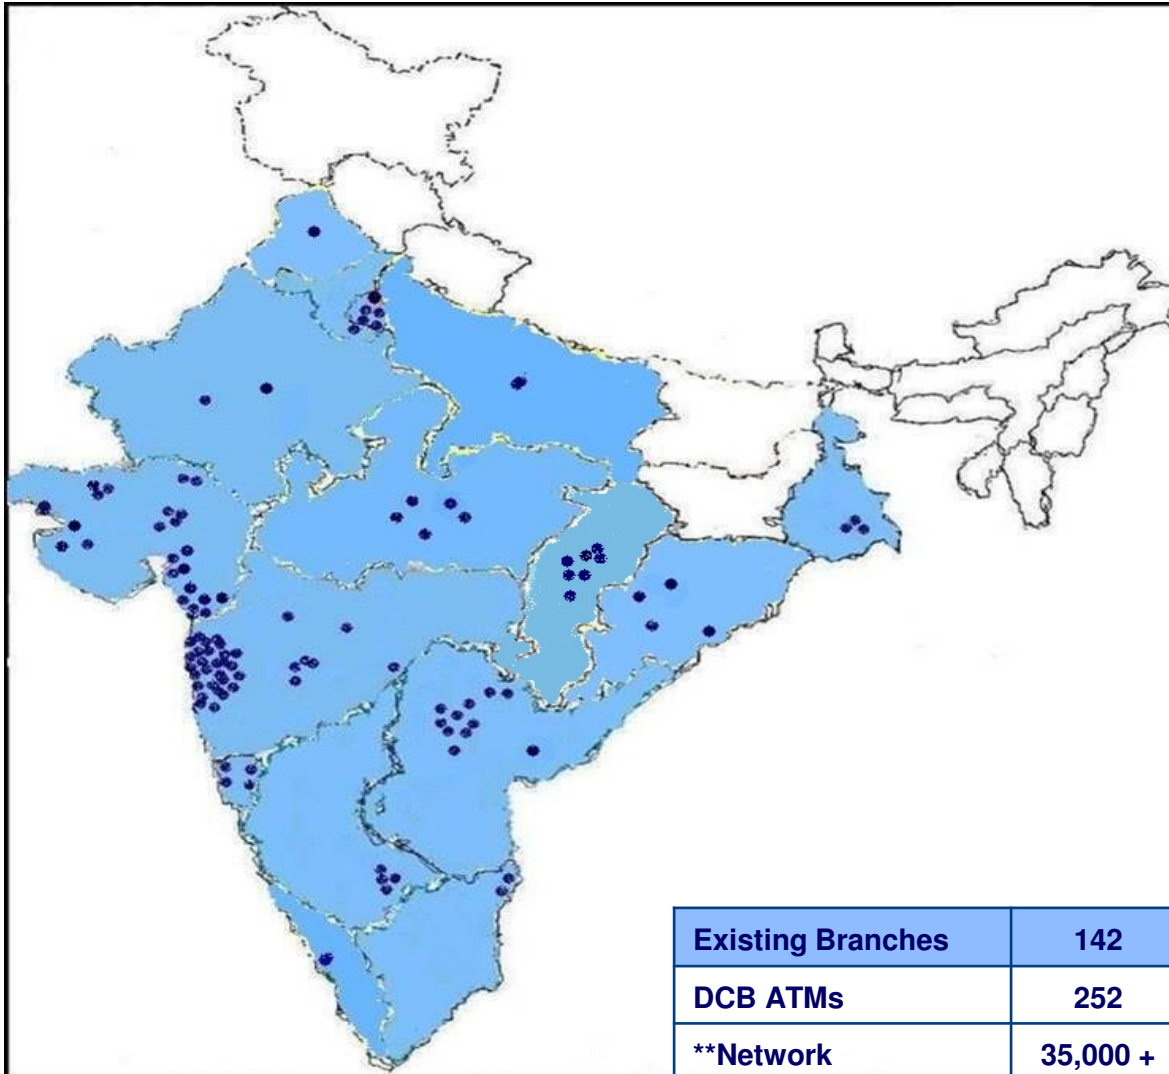 Existing Branches 142
DCB ATMs 252
**Network 35,000 +